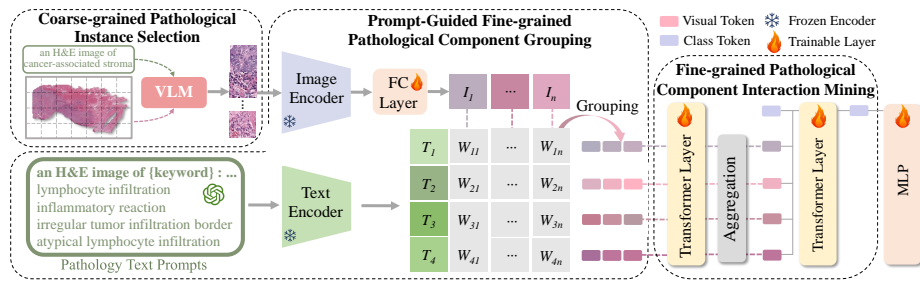 Coarse-grained Pathological
Instance Selection
an H&E image of
cancer-associated stroma
VLM
Prompt-Guided Fine-grained
Pathological Component Grouping
Image
Encoder
FC
Layer
I1 ... In
Grouping
Visual Token
Frozen Encoder
Class Token
Trainable Layer
Fine-grained Pathological
Component Interaction Mining
an H&E image of {keyword} : ...
lymphocyte infiltration
inflammatory reaction
irregular tumor infiltration border
atypical lymphocyte infiltration
Pathology Text Prompts
Text
Encoder
T1 W11 ... W1n
T2 W21 ... W2n
T3 W31 ... W3n
T4 W41 ... W4n
Transformer Layer
Aggregation
Transformer Layer
MLP